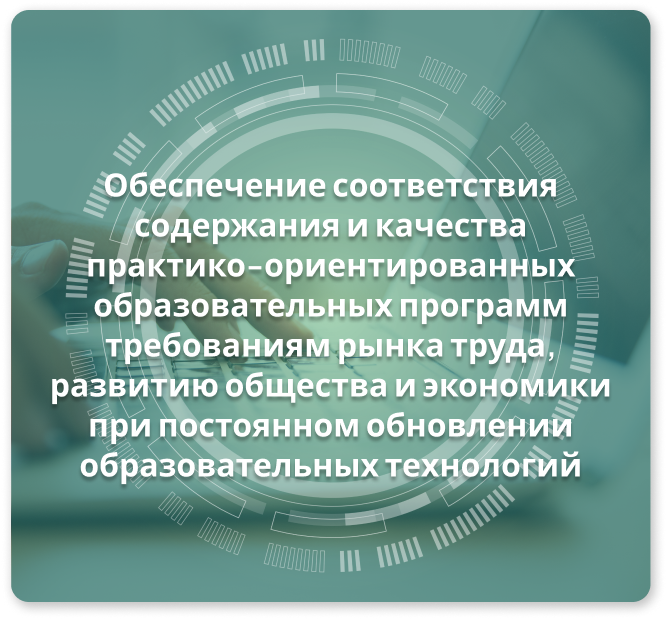 Обеспечение соответствия
содержания и качества
практико-ориентированных
образовательных программ
требованиям рынка труда,
развитию общества и экономики
при постоянном обновлении
образовательных технологий